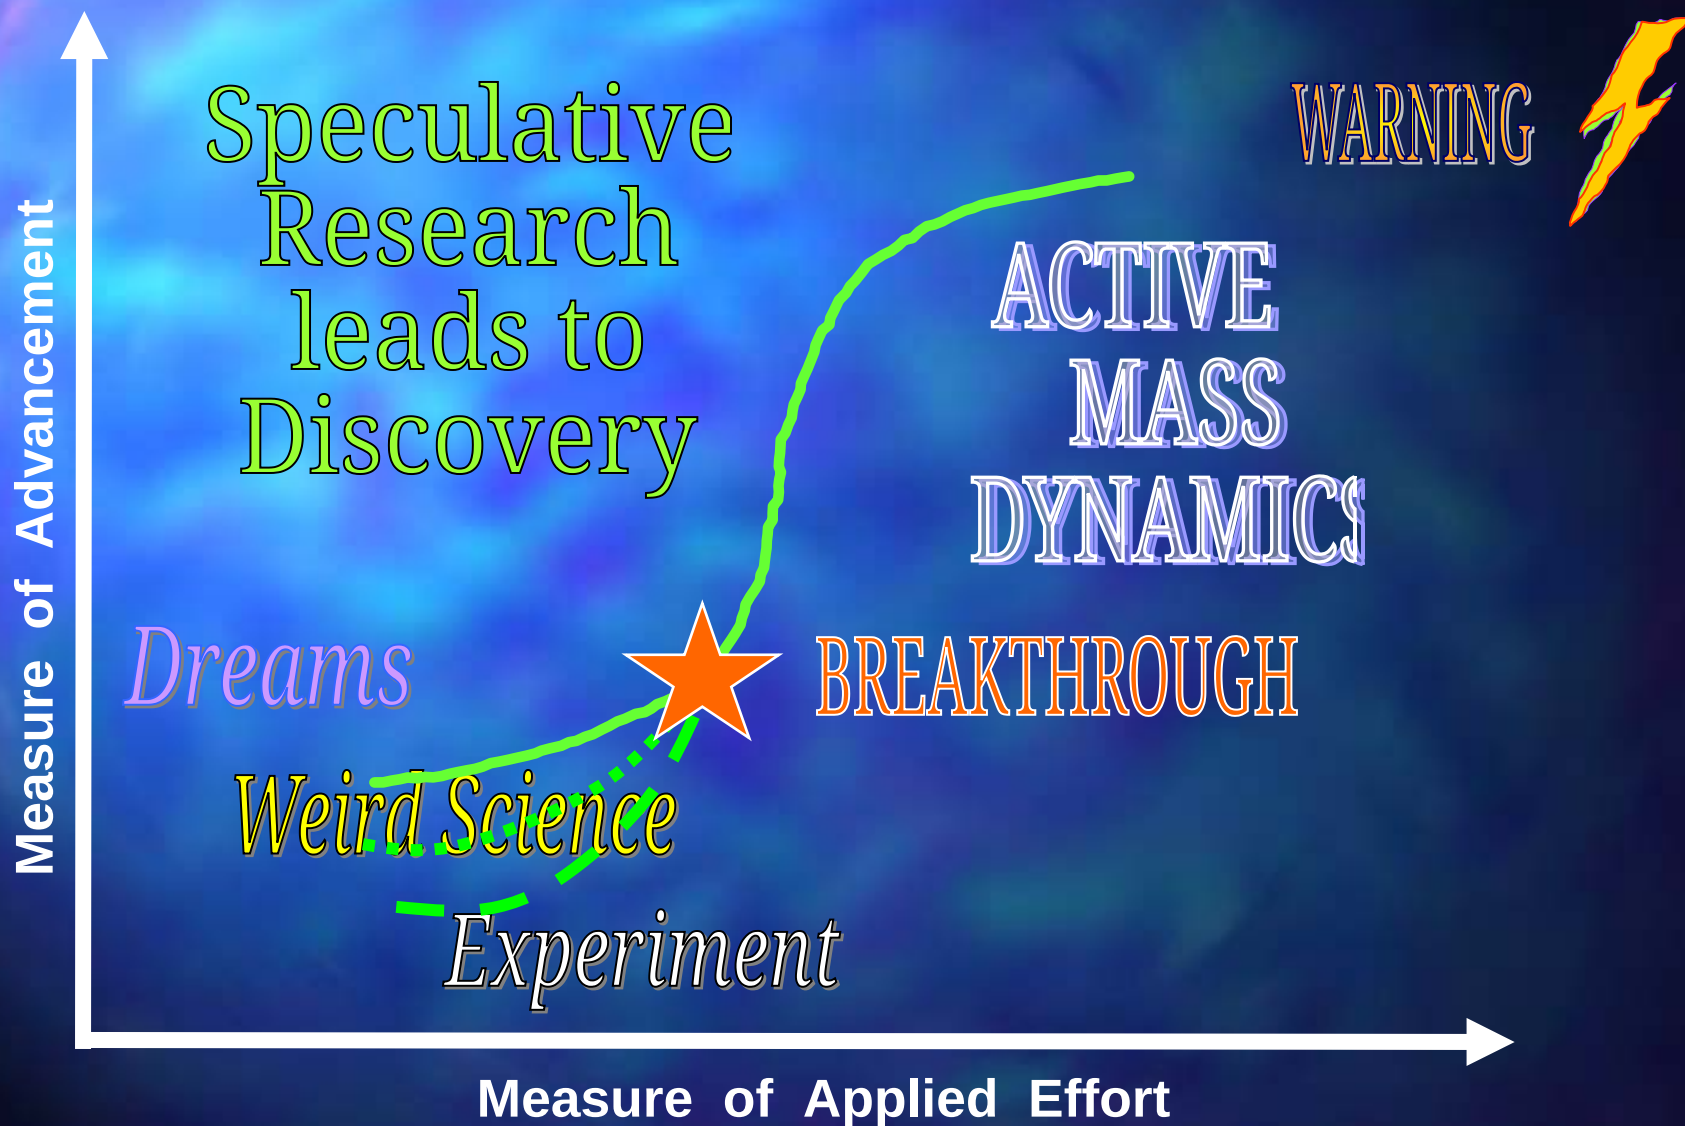 Speculative
Research
leads to
Discovery
WARNING
ACTIVE
MASS
DYNAMICS
Measure of Advancement
Dreams
BREAKTHROUGH
Weird Science
Experiment
Measure of Applied Effort